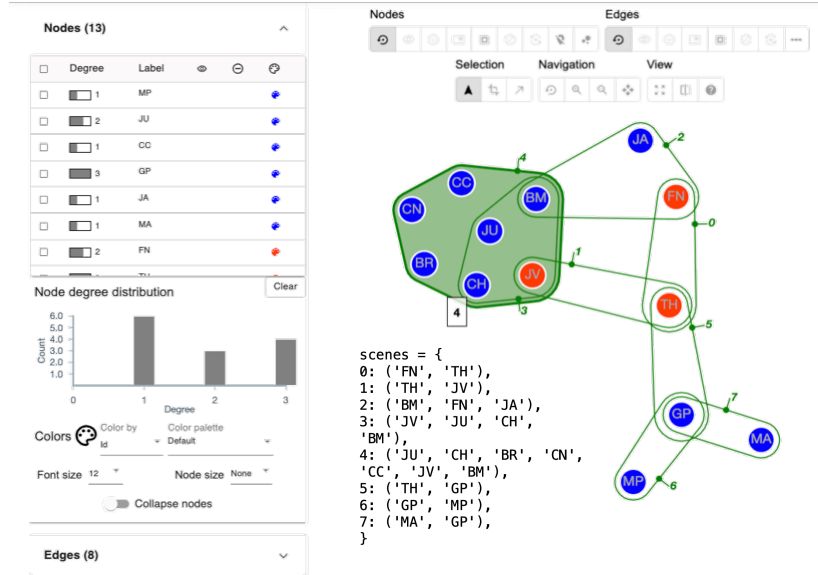 Nodes (13)
Degree Label
1 MP
2 JU
1 CC
3 GP
1 JA
1 MA
2 FN
Node degree distribution
Clear
6.0
5.0
4.0
3.0
2.0
1.0
Count
0 1 2 3
Degree
Colors
Color by
Id
Color palette
Default
Font size 12
Node size None
Collapse nodes
Edges (8)
Nodes
Edges
Selection
Navigation
View
JA
2
4
CC
CN
BM
FN
0
JU
1
BR
JV
CH
TH
4
3
5
7
GP
MA
MP
6
scenes = {
0: ('FN', 'TH'),
1: ('TH', 'JV'),
2: ('BM', 'FN', 'JA'),
3: ('JV', 'JU', 'CH',
'BM'),
4: ('JU', 'CH', 'BR', 'CN',
'CC', 'JV', 'BM'),
5: ('TH', 'GP'),
6: ('GP', 'MP'),
7: ('MA', 'GP'),
}